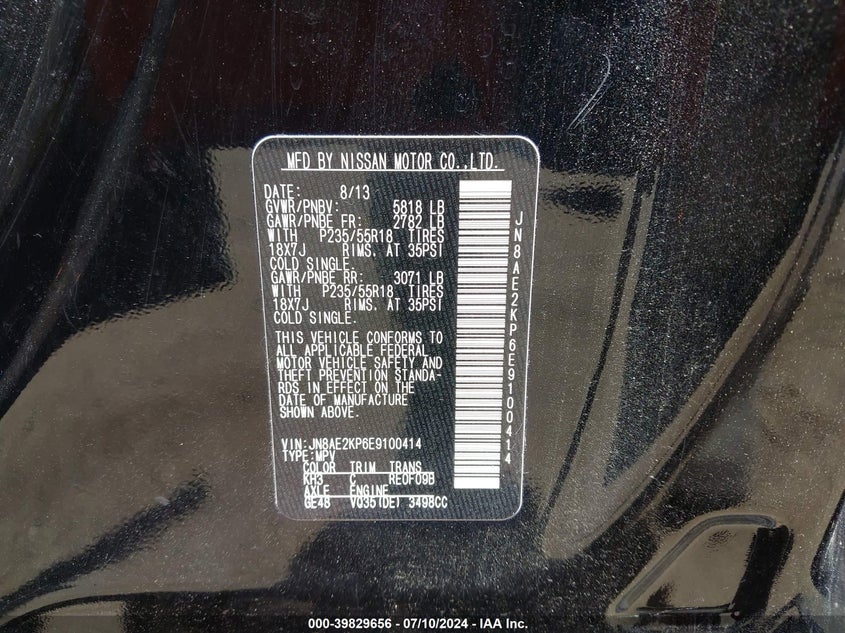 MFD BY NISSAN MOTOR CO.,LTD.
DATE: 8/13
GVWR/PNBV: 5818 LB
GAWR/PNBE FR: 2782 LB
WITH P235/55R18 TIRES
18X7J RIMS. AT 35PSI
COLD SINGLE.
GAWR/PNBE RR: 3071 LB
WITH P235/55R18 TIRES
18X7J RIMS. AT 35PSI
COLD SINGLE.
THIS VEHICLE CONFORMS TO
ALL APPLICABLE FEDERAL
MOTOR VEHICLE SAFETY AND
THEFT PREVENTION STANDA-
RDS IN EFFECT ON THE
DATE OF MANUFACTURE
SHOWN ABOVE.
VIN:JN8AE2KP6E9100414
TYPE:MPV
COLOR TRIM TRANS
KH3 C RE0F09B
AXLE ENGINE
GE48 VQ35(DE) 3498CC
JN8AE2KP6E9100414
000-39829656 - 07/10/2024 - IAA Inc.